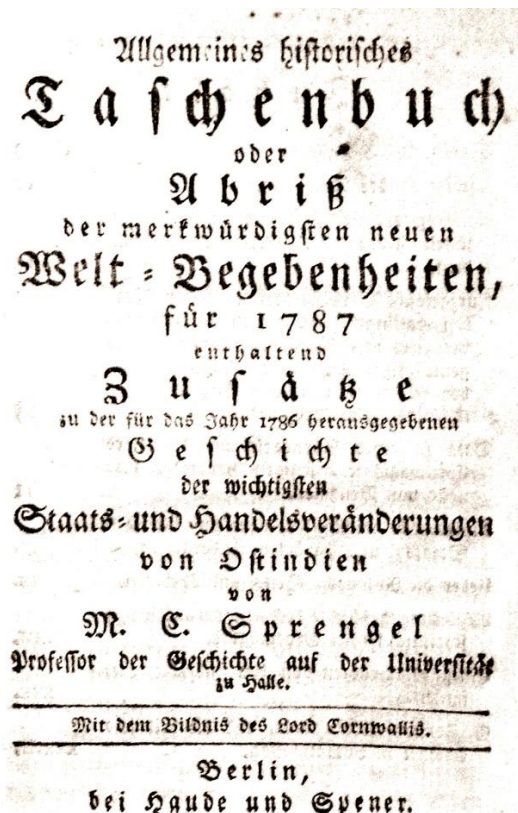 Allgemeines historisches
Taschenbuch
oder
Abriß
der merkwürdigsten neuen
Welt-Begebenheiten,
für 1787
enthaltend
Zusätze
zu der für das Jahr 1786 herausgegebenen
Geschichte
der wichtigsten
Staats- und Handelsveränderungen
von Ostindien
von
M. C. Sprengel
Professor der Geschichte auf der Universität
zu Halle.
Mit dem Bildnis des Lord Cornwallis.
Berlin,
bei Haude und Spener.